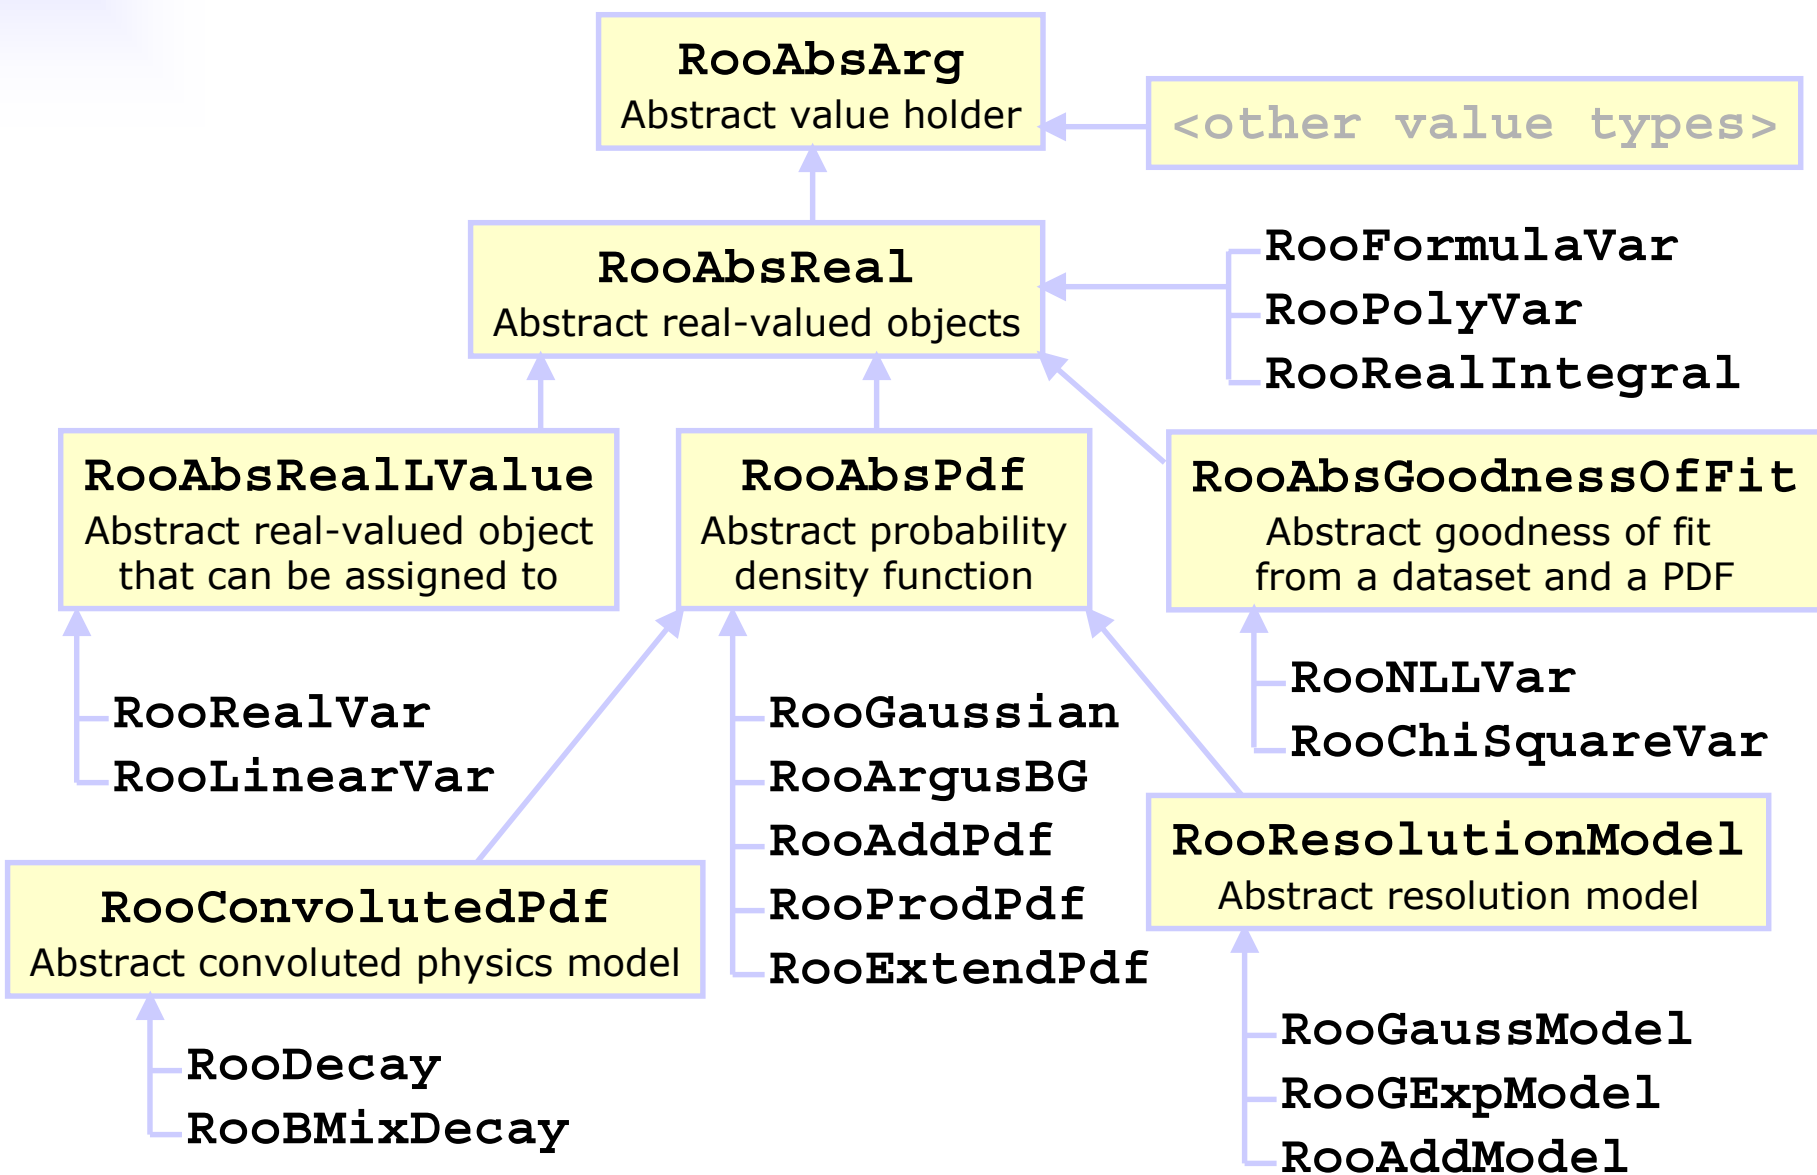 RooAbsArg
Abstract value holder
<other value types>
RooAbsReal
Abstract real-valued objects
RooFormulaVar
RooPolyVar
RooRealIntegral
RooAbsRealLValue
Abstract real-valued object
that can be assigned to
RooAbsPdf
Abstract probability
density function
RooAbsGoodnessOfFit
Abstract goodness of fit
from a dataset and a PDF
RooRealVar
RooLinearVar
RooGaussian
RooArgusBG
RooAddPdf
RooProdPdf
RooExtendPdf
RooNLLVar
RooChiSquareVar
RooConvolutedPdf
Abstract convoluted physics model
RooResolutionModel
Abstract resolution model
RooDecay
RooBMixDecay
RooGaussModel
RooGExpModel
RooAddModel